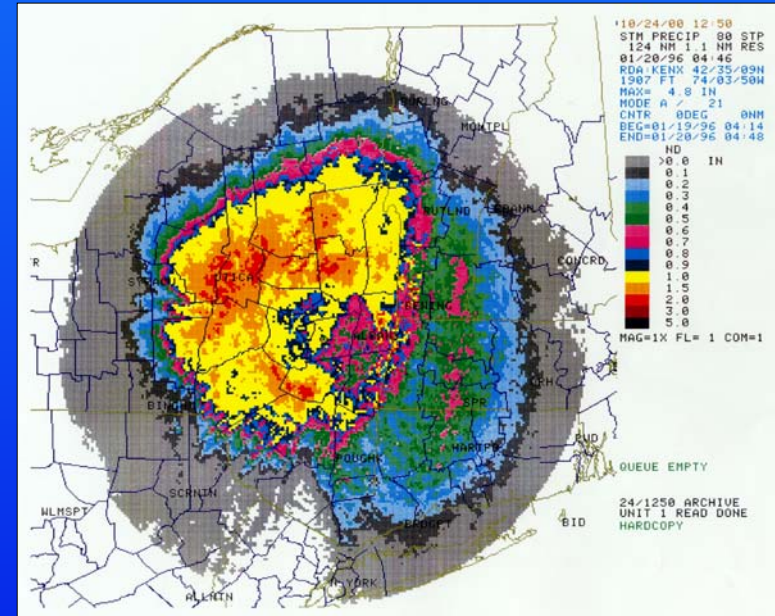 10/24/00 12:50
STM PRECIP 80 STP
124 NM 1.1 NM RES
01/20/96 04:46
RDA:KENX 42/35/09N
1907 FT 74/03/50W
MAX= 4.8 IN
MODE A / 21
CNTR 0DEG 0NM
BEG=01/19/96 04:14
END=01/20/96 04:48
ND
>0.0 IN
0.1
0.2
0.3
0.4
0.5
0.6
0.7
0.8
0.9
1.0
1.5
2.0
3.0
5.0
MAG=1X FL= 1 COM=1
QUEUE EMPTY
24/1250 ARCHIVE
UNIT 1 READ DONE
HARDCOPY
MONTPL
RUTLND
CONCRD
UTICA
SPR
HARTFD
PVD
POUGHK
SCRNTN
WLMSPT
BID
BRDGPT
N-YORK
ALLNTN